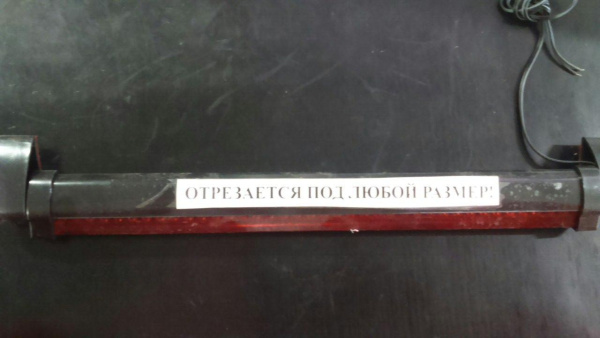 ОТРЕЗАЕТСЯ ПОД ЛЮБОЙ РАЗМЕР!